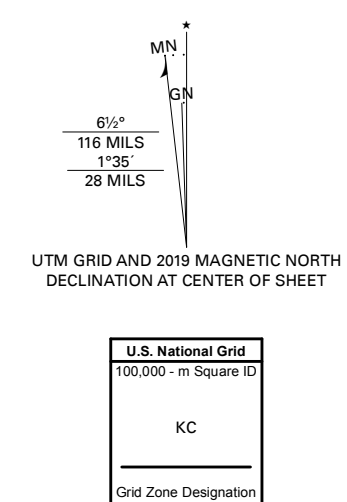 ★
MN
GN
6½°
116 MILS
1°35´
28 MILS
UTM GRID AND 2019 MAGNETIC NORTH
DECLINATION AT CENTER OF SHEET
U.S. National Grid
100,000 - m Square ID
KC
Grid Zone Designation